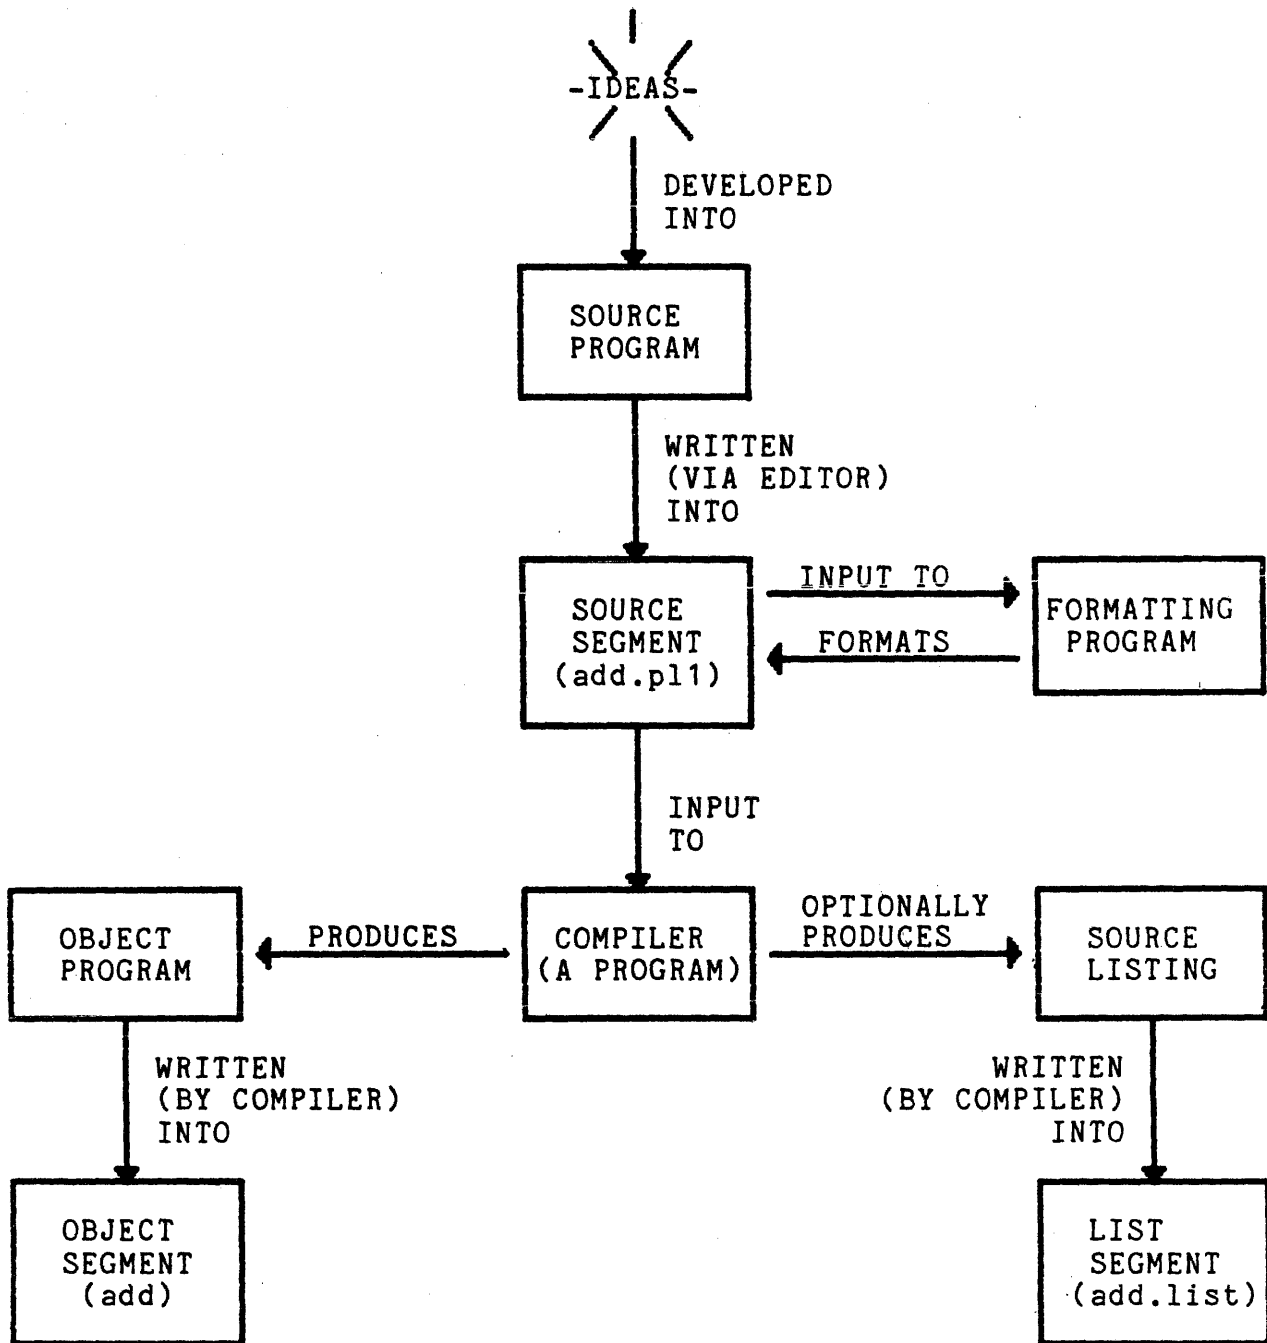 -IDEAS-
DEVELOPED
INTO
SOURCE
PROGRAM
WRITTEN
(VIA EDITOR)
INTO
SOURCE
SEGMENT
(add.pl1)
INPUT TO
FORMATS
FORMATTING
PROGRAM
INPUT
TO
OBJECT
PROGRAM
PRODUCES
COMPILER
(A PROGRAM)
OPTIONALLY
PRODUCES
SOURCE
LISTING
WRITTEN
(BY COMPILER)
INTO
WRITTEN
(BY COMPILER)
INTO
OBJECT
SEGMENT
(add)
LIST
SEGMENT
(add.list)